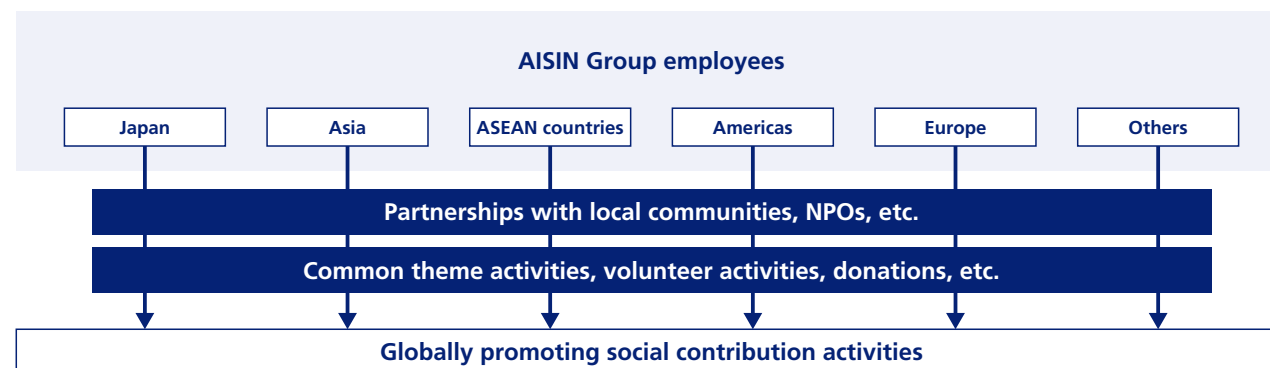 AISIN Group employees
Japan
Asia
ASEAN countries
Americas
Europe
Others
Partnerships with local communities, NPOs, etc.
Common theme activities, volunteer activities, donations, etc.
Globally promoting social contribution activities